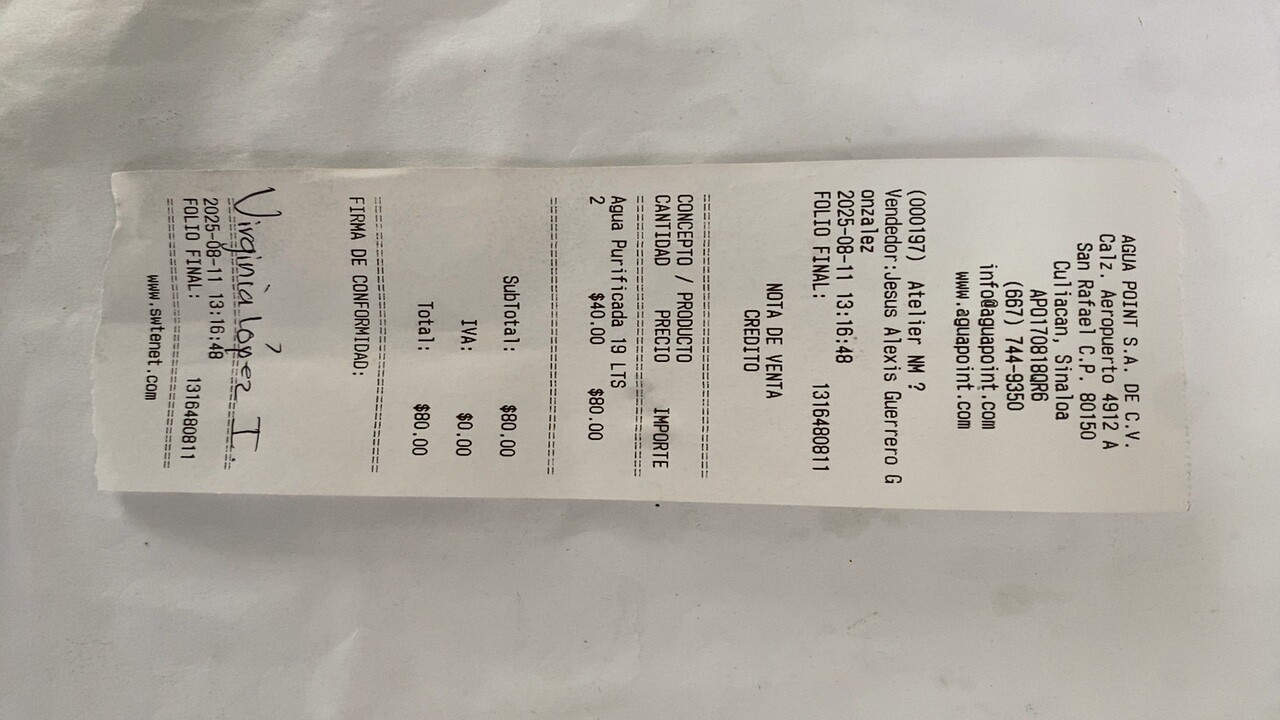 AGUA POINT S.A. DE C.V.
Calz. Aeropuerto 4912 A
San Rafael C.P. 80150
Culiacan, Sinaloa
APO170818QR6
(667) 744-9350
info@aguapoint.com
www.aguapoint.com
(000197) Atelier NM ?
Vendedor:Jesus Alexis Guerrero G
onzalez
2025-08-11 13:16:48
FOLIO FINAL: 1316480811
NOTA DE VENTA
CREDITO
================================
CONCEPTO / PRODUCTO
CANTIDAD PRECIO IMPORTE
================================
Agua Purificada 19 LTS
2 $40.00 $80.00
================================
SubTotal: $80.00
IVA: $0.00
Total: $80.00
================================
FIRMA DE CONFORMIDAD:
Virginia López I.
================================
2025-08-11 13:16:48
FOLIO FINAL: 1316480811
================================
www.swtenet.com